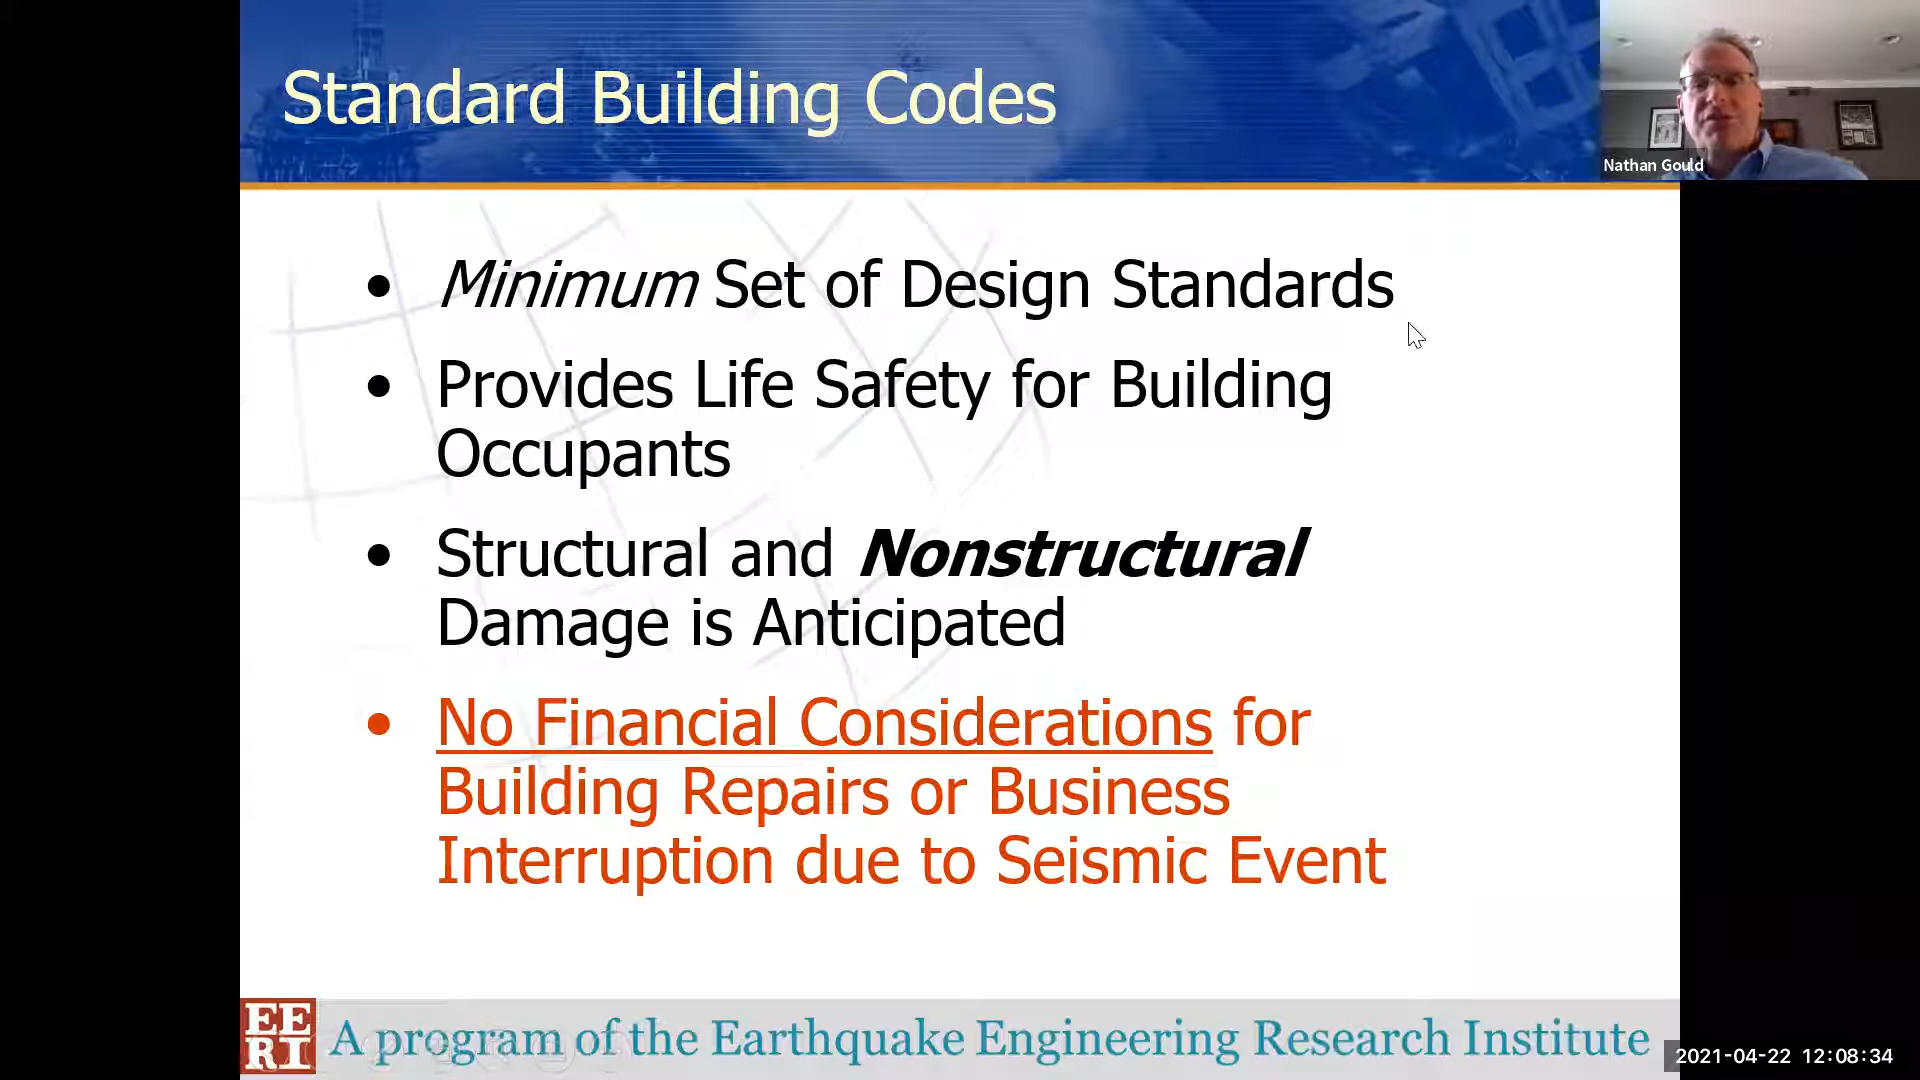 Standard Building Codes
Nathan Gould
• Minimum Set of Design Standards
• Provides Life Safety for Building
Occupants
• Structural and Nonstructural
Damage is Anticipated
• No Financial Considerations for
Building Repairs or Business
Interruption due to Seismic Event
EE
RI
A program of the Earthquake Engineering Research Institute
2021-04-22 12:08:34